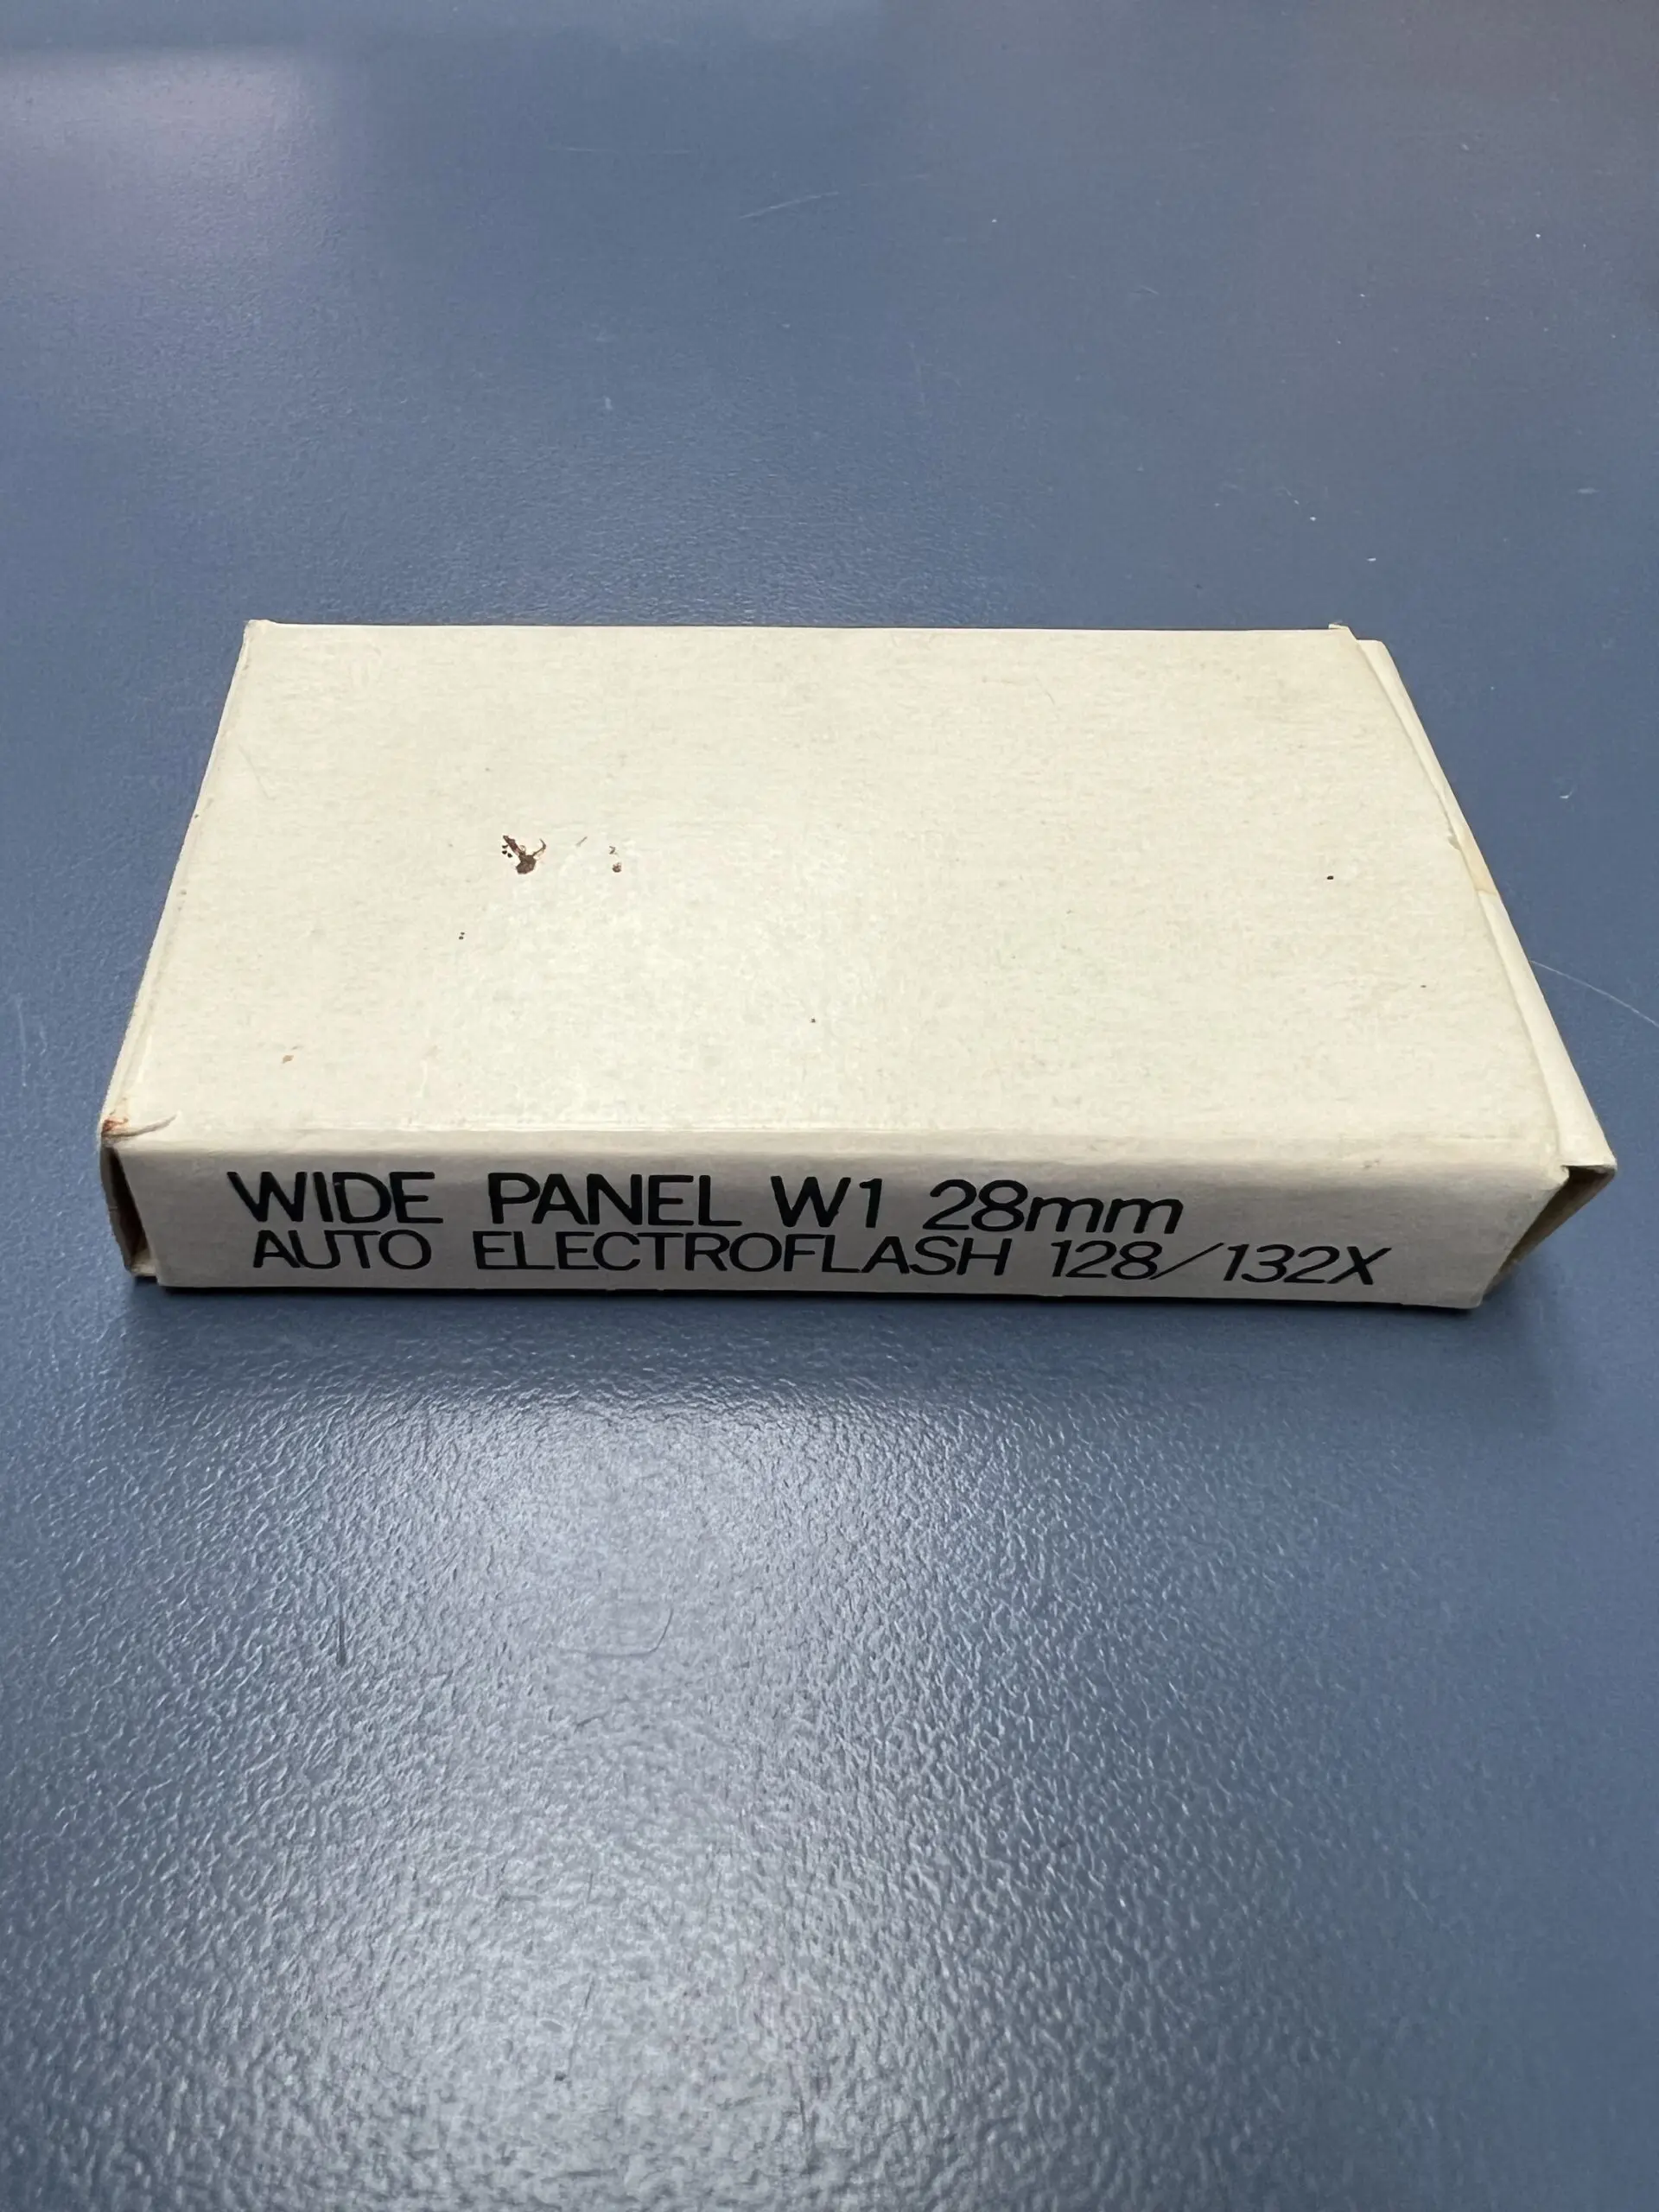 WIDE PANEL W1 28mm
AUTO ELECTROFLASH 128/132X